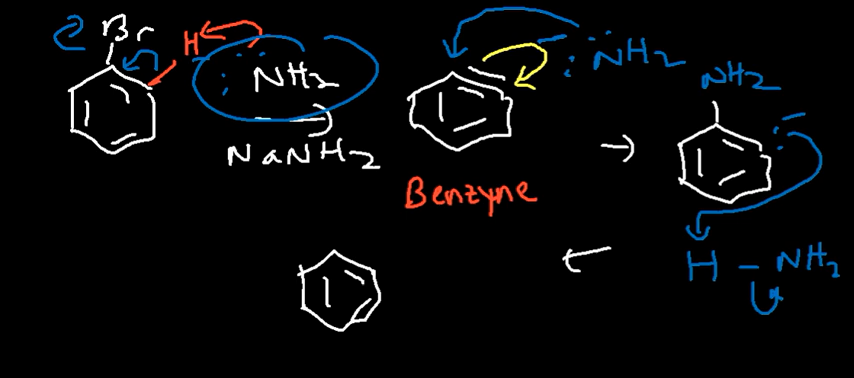 Br
H
:NH2
NaNH2
Benzyne
:NH2
NH2
H - NH2